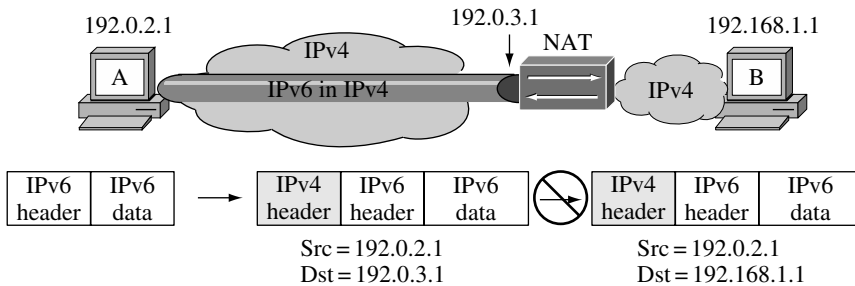 192.0.2.1
192.0.3.1
NAT
192.168.1.1
IPv4
A
IPv6 in IPv4
IPv4
B
IPv6 header
IPv6 data
IPv4 header
IPv6 header
IPv6 data
IPv4 header
IPv6 header
IPv6 data
Src = 192.0.2.1
Dst = 192.0.3.1
Src = 192.0.2.1
Dst = 192.168.1.1